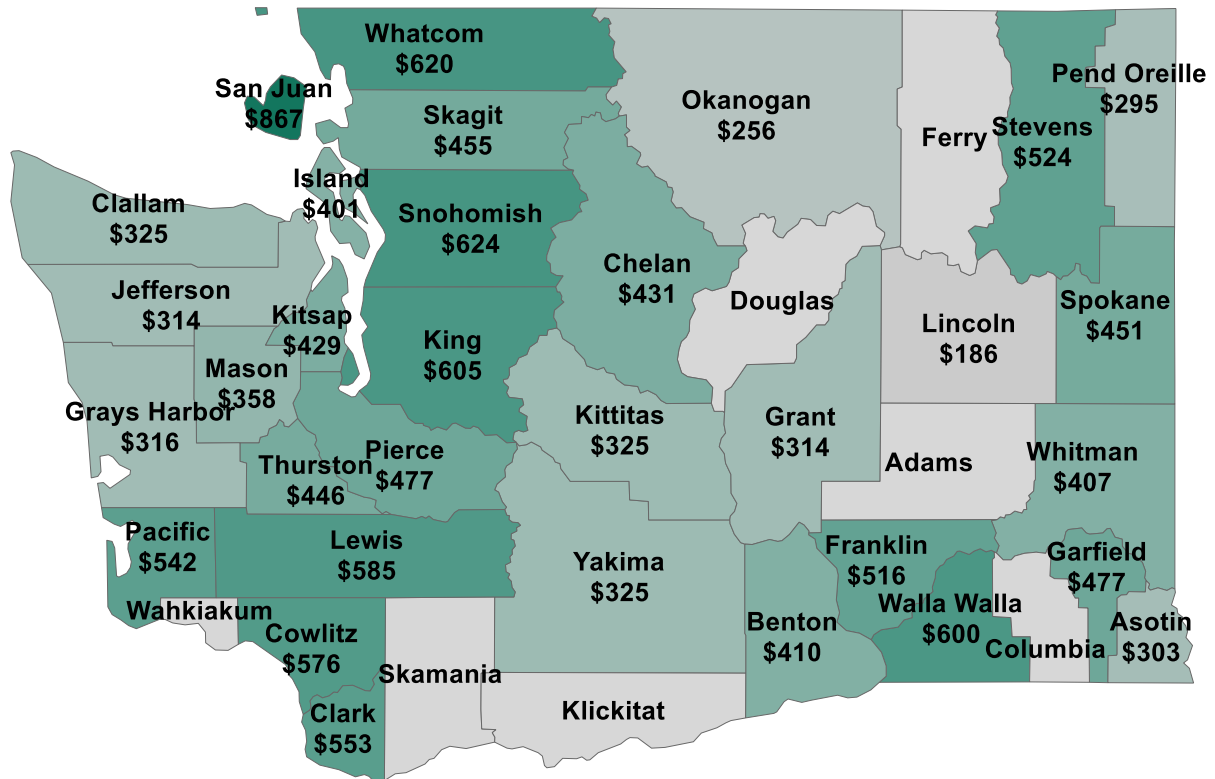 Whatcom
$620
San Juan
$867
Skagit
$455
Okanogan
$256
Ferry
Stevens
$524
Pend Oreille
$295
Island
$401
Clallam
$325
Snohomish
$624
Chelan
$431
Jefferson
$314
Kitsap
$429
Douglas
Lincoln
$186
Spokane
$451
King
$605
Mason
$358
Grays Harbor
$316
Kittitas
$325
Grant
$314
Adams
Whitman
$407
Pierce
$477
Thurston
$446
Pacific
$542
Lewis
$585
Yakima
$325
Franklin
$516
Garfield
$477
Walla Walla
$600
Wahkiakum
Cowlitz
$576
Benton
$410
Columbia
Asotin
$303
Skamania
Klickitat
Clark
$553